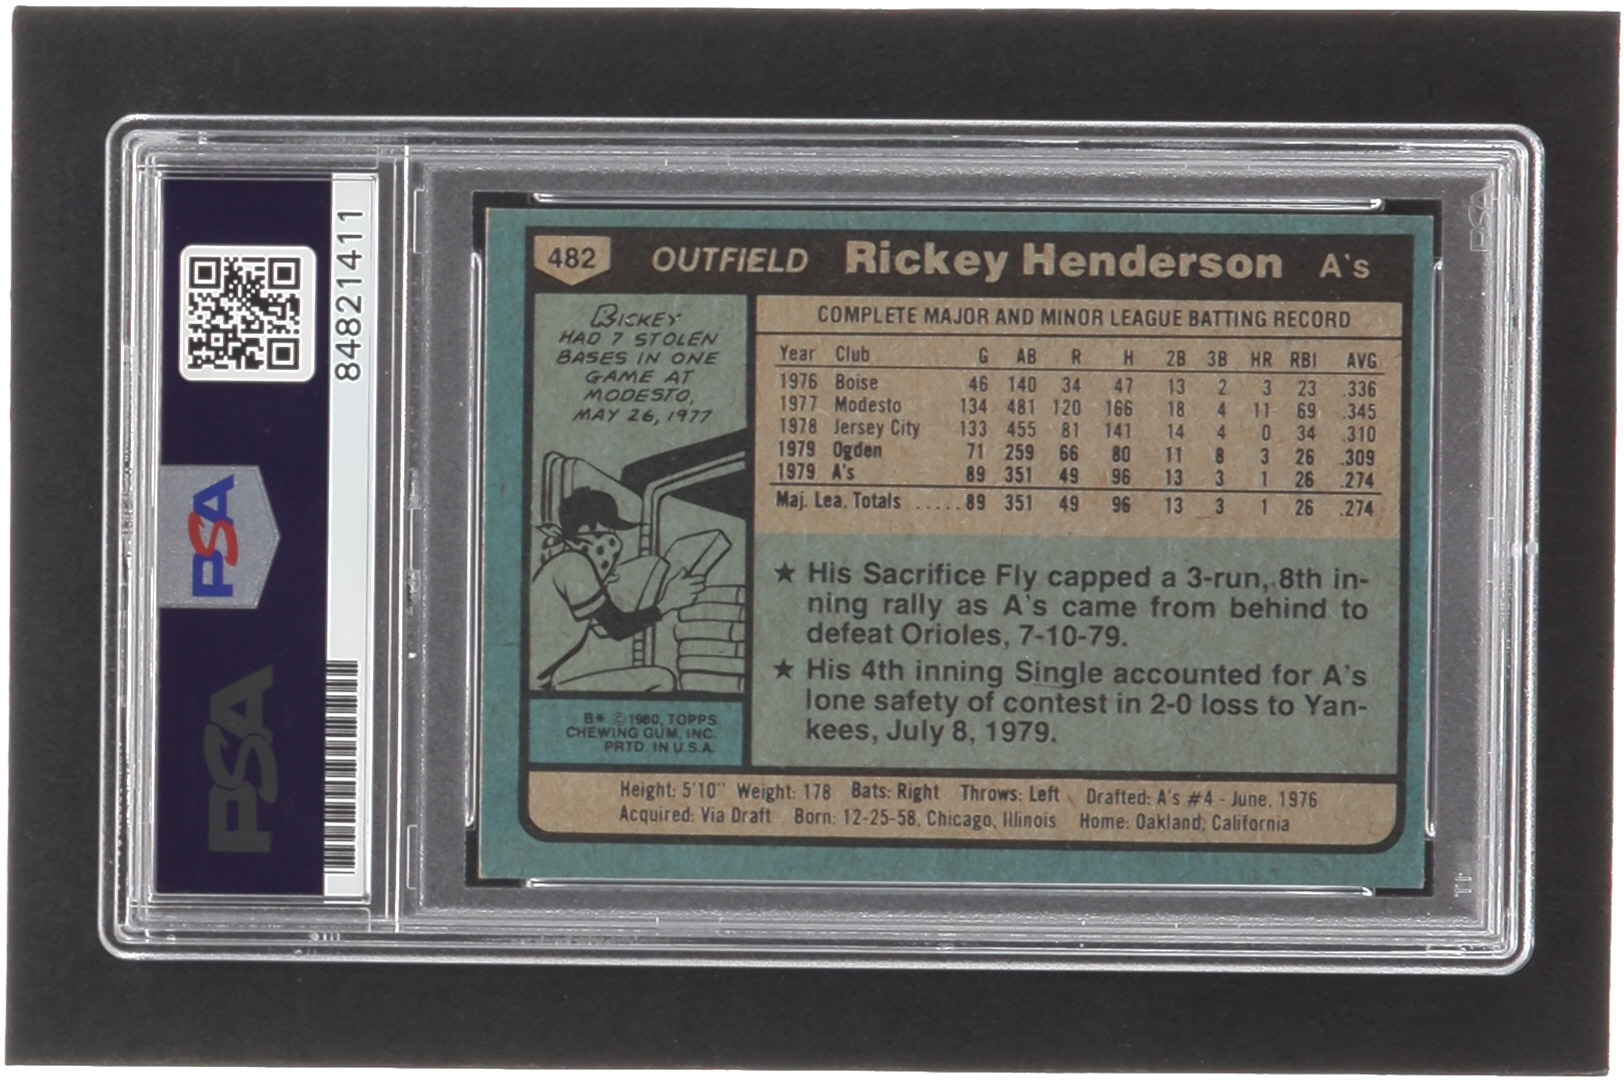 84821411
PSA
PSA
PSA
482 OUTFIELD Rickey Henderson A's
RICKEY
HAD 7 STOLEN
BASES IN ONE
GAME AT
MODESTO,
MAY 26, 1977
B* © 1980, TOPPS
CHEWING GUM, INC.
PRTD. IN U.S.A.
COMPLETE MAJOR AND MINOR LEAGUE BATTING RECORD
Year Club G AB R H 2B 3B HR RBI AVG
1976 Boise 46 140 34 47 13 2 3 23 .336
1977 Modesto 134 481 120 166 18 4 11 69 .345
1978 Jersey City 133 455 81 141 14 4 0 34 .310
1979 Ogden 71 259 66 80 11 8 3 26 .309
1979 A's 89 351 49 96 13 3 1 26 .274
Maj. Lea. Totals .....89 351 49 96 13 3 1 26 .274
★ His Sacrifice Fly capped a 3-run, 8th in-
ning rally as A's came from behind to
defeat Orioles, 7-10-79.
★ His 4th inning Single accounted for A's
lone safety of contest in 2-0 loss to Yan-
kees, July 8, 1979.
Height: 5'10" Weight: 178 Bats: Right Throws: Left Drafted: A's #4 - June, 1976
Acquired: Via Draft Born: 12-25-58, Chicago, Illinois Home: Oakland, California